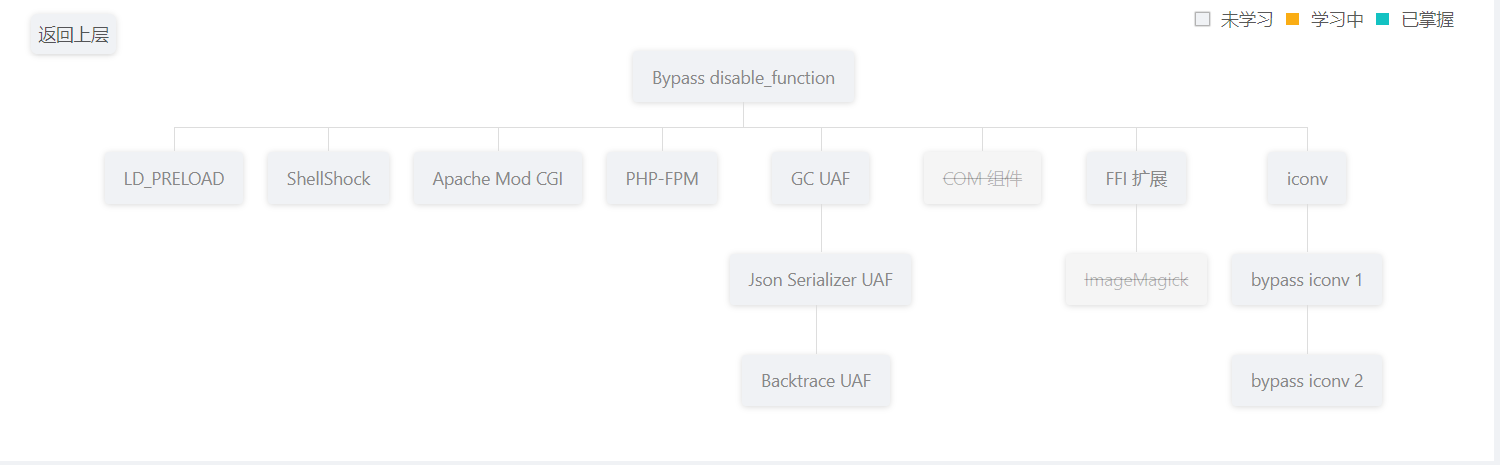 返回上层
未学习
学习中
已掌握
Bypass disable_function
LD_PRELOAD
ShellShock
Apache Mod CGI
PHP-FPM
GC UAF
COM 组件
FFI 扩展
iconv
Json Serializer UAF
ImageMagick
bypass iconv 1
Backtrace UAF
bypass iconv 2